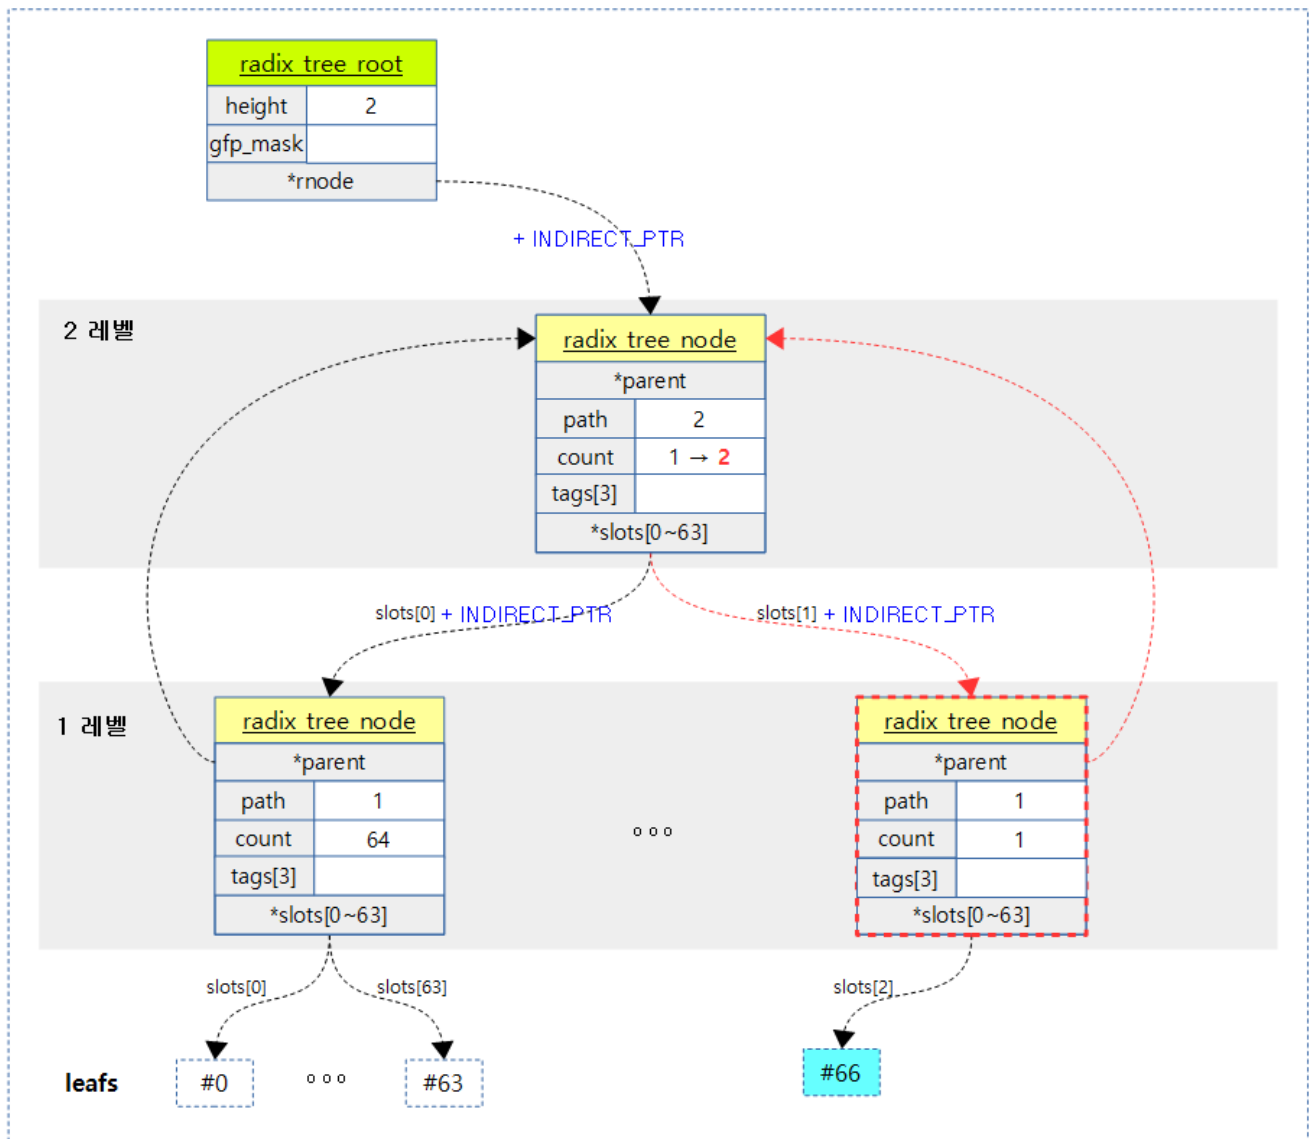 radix_tree_root
height 2
gfp_mask
*rnode
+ INDIRECT_PTR
2 레벨
radix_tree_node
*parent
path 2
count 1 → 2
tags[3]
*slots[0~63]
slots[0] + INDIRECT_PTR
slots[1] + INDIRECT_PTR
1 레벨
radix_tree_node
*parent
path 1
count 64
tags[3]
*slots[0~63]
radix_tree_node
*parent
path 1
count 1
tags[3]
*slots[0~63]
slots[0]
slots[63]
slots[2]
leafs
#0
#63
#66